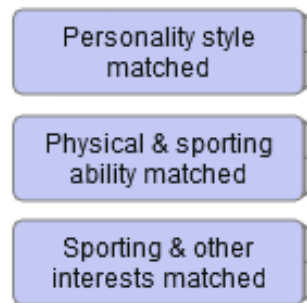 Personality style
matched
Physical & sporting
ability matched
Sporting & other
interests matched